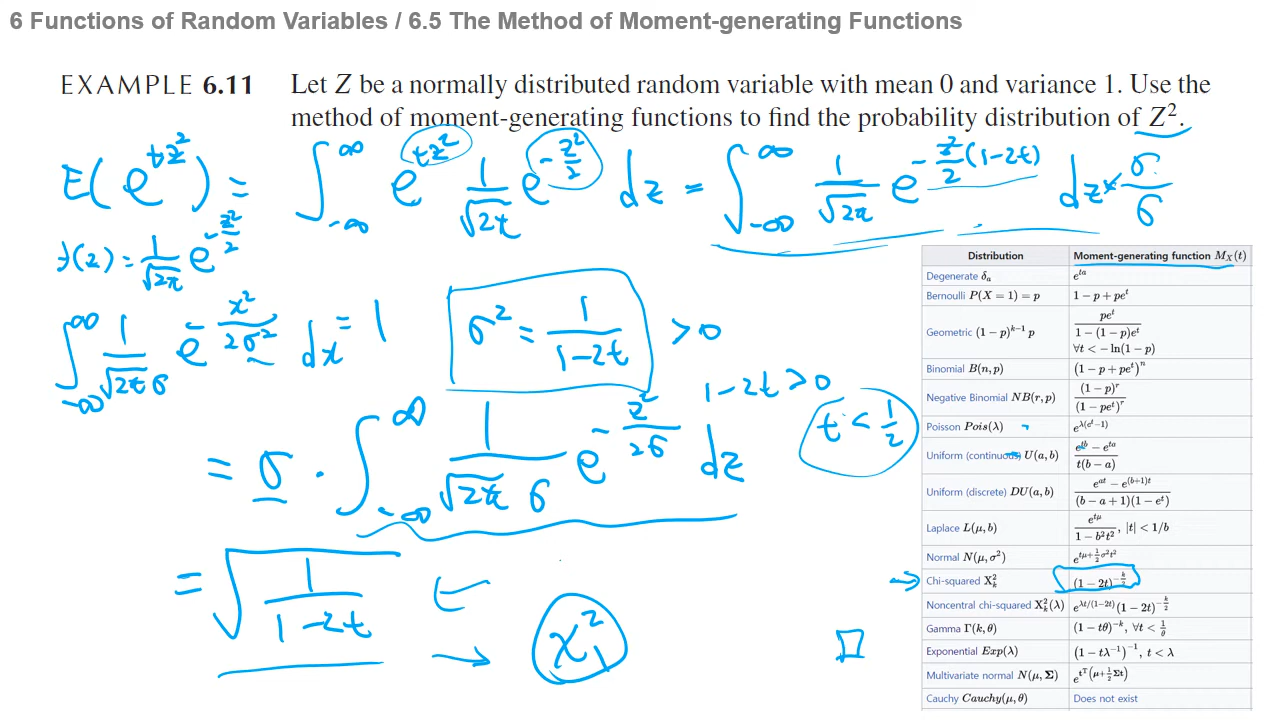 6 Functions of Random Variables / 6.5 The Method of Moment-generating Functions
EXAMPLE 6.11 Let Z be a normally distributed random variable with mean 0 and variance 1. Use the
method of moment-generating functions to find the probability distribution of Z².
E(e^{tz²}) = ∫_{-∞}^{∞} e^{tz²} 1/√2π e^{-z²/2} dz = ∫_{-∞}^{∞} 1/√2π e^{-z/2(1-2t)} dz × σ/σ
f(z) = 1/√2π e^{-z²/2}
∫_{-∞}^{∞} 1/√2π σ e^{-x²/2σ²} dx = 1
σ² = 1/1-2t > 0
1-2t > 0
t < 1/2
= σ · ∫_{-∞}^{∞} 1/√2π σ e^{-z²/2σ} dz
= √(1/1-2t) ←
→ χ²₁
□
Distribution Moment-generating function M_X(t)
Degenerate δ_a e^{ta}
Bernoulli P(X = 1) = p 1 − p + pe^t
Geometric (1 − p)^{k−1} p pe^t / 1 − (1 − p)e^t
∀t < − ln(1 − p)
Binomial B(n, p) (1 − p + pe^t)^n
Negative Binomial NB(r, p) (1 − p)^r / (1 − pe^t)^r
Poisson Pois(λ) e^{λ(e^t−1)}
Uniform (continuous) U(a, b) e^{tb} − e^{ta} / t(b − a)
Uniform (discrete) DU(a, b) e^{at} − e^{(b+1)t} / (b − a + 1)(1 − e^t)
Laplace L(μ, b) e^{tμ} / 1 − b²t², |t| < 1/b
Normal N(μ, σ²) e^{tμ+½σ²t²}
→ Chi-squared Χ²_k (1 − 2t)^{−k/2}
Noncentral chi-squared Χ²_k(λ) e^{λt/(1−2t)}(1 − 2t)^{−k/2}
Gamma Γ(k, θ) (1 − tθ)^{−k}, ∀t < 1/θ
Exponential Exp(λ) (1 − tλ^{−1})^{−1}, t < λ
Multivariate normal N(μ, Σ) e^{t^T(μ+½Σt)}
Cauchy Cauchy(μ, θ) Does not exist